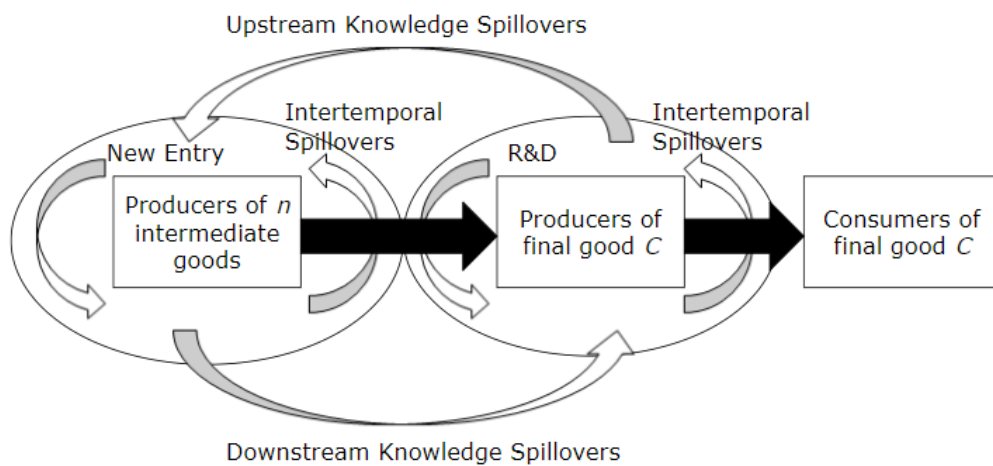 Upstream Knowledge Spillovers
Intertemporal
Spillovers
Intertemporal
Spillovers
New Entry
R&D
Producers of n
intermediate
goods
Producers of
final good C
Consumers of
final good C
Downstream Knowledge Spillovers